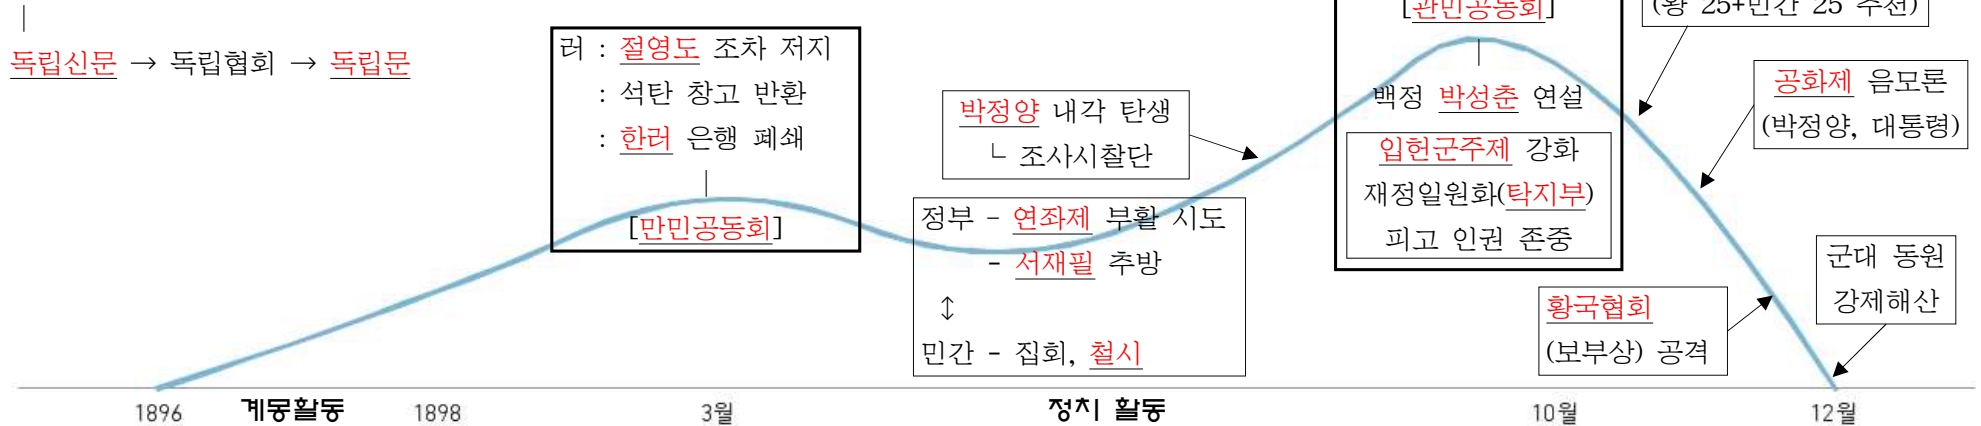 독립신문 → 독립협회 → 독립문
러 : 절영도 조차 저지
: 석탄 창고 반환
: 한러 은행 폐쇄
[만민공동회]
박정양 내각 탄생
└ 조사시찰단
정부 - 연좌제 부활 시도
- 서재필 추방
↕
민간 - 집회, 철시
[관민공동회]
백정 박성춘 연설
입헌군주제 강화
재정일원화(탁지부)
피고 인권 존중
(황 25+민간 25 추천)
공화제 음모론
(박정양, 대통령)
황국협회
(보부상) 공격
군대 동원
강제해산
1896 계몽활동 1898 3월 정치 활동 10월 12월